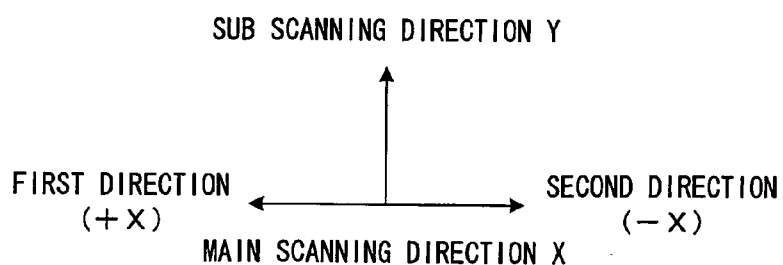 SUB SCANNING DIRECTION Y
FIRST DIRECTION
(+X)
SECOND DIRECTION
(-X)
MAIN SCANNING DIRECTION X